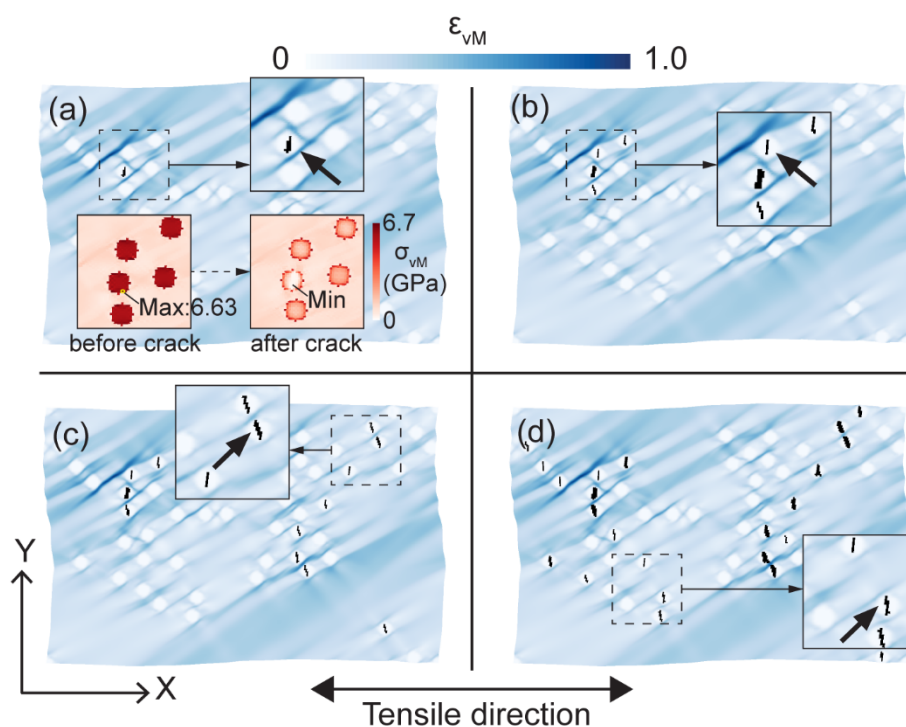 ε_vM
0 1.0
(a)
(b)
6.7
σ_vM
(GPa)
0
Max:6.63
Min
before crack
after crack
(c)
(d)
Y
X
Tensile direction